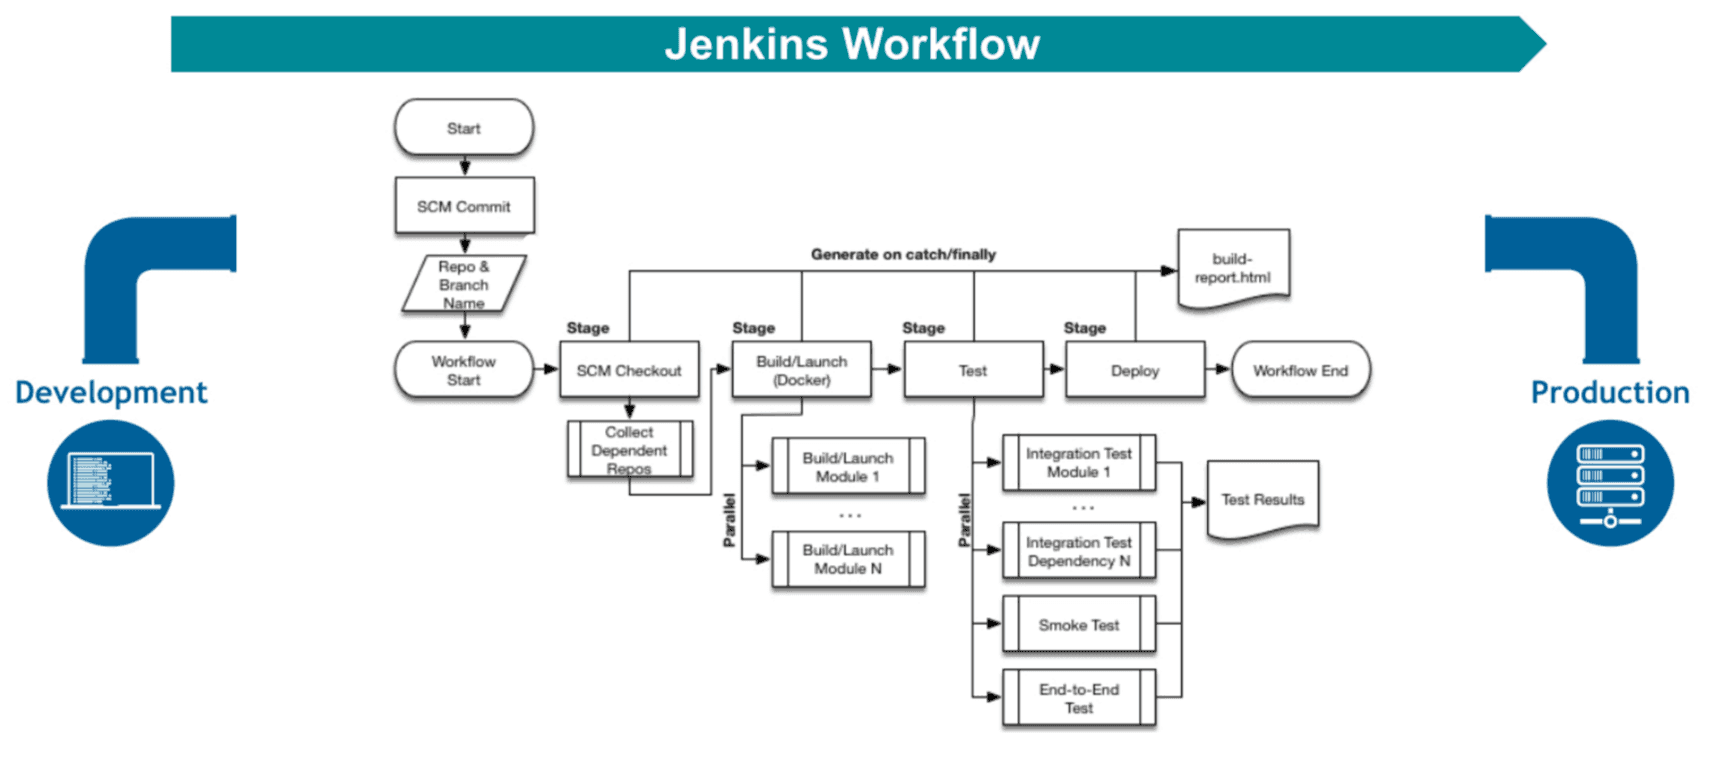 Jenkins Workflow
Start
SCM Commit
Repo &
Branch
Name
Workflow
Start
Development
Generate on catch/finally
build-
report.html
Stage
SCM Checkout
Collect
Dependent
Repos
Stage
Build/Launch
(Docker)
Parallel
Build/Launch
Module 1
...
Build/Launch
Module N
Stage
Test
Parallel
Integration Test
Module 1
...
Integration Test
Dependency N
Smoke Test
End-to-End
Test
Test Results
Stage
Deploy
Workflow End
Production